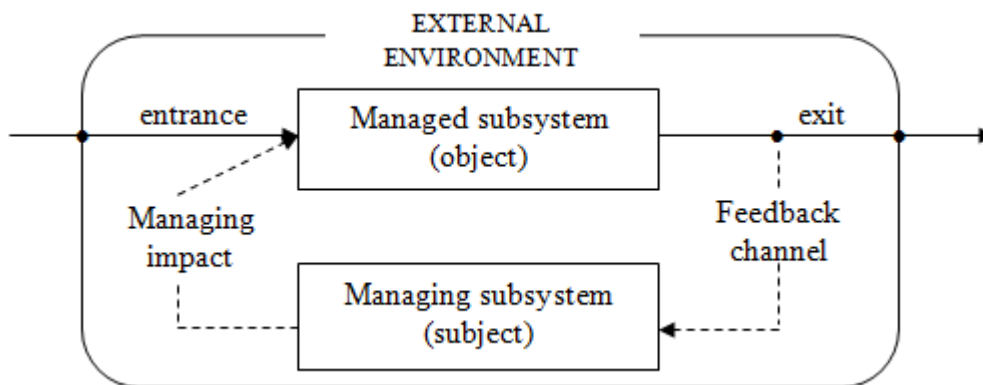 EXTERNAL
ENVIRONMENT
entrance
Managed subsystem
(object)
exit
Managing
impact
Feedback
channel
Managing subsystem
(subject)